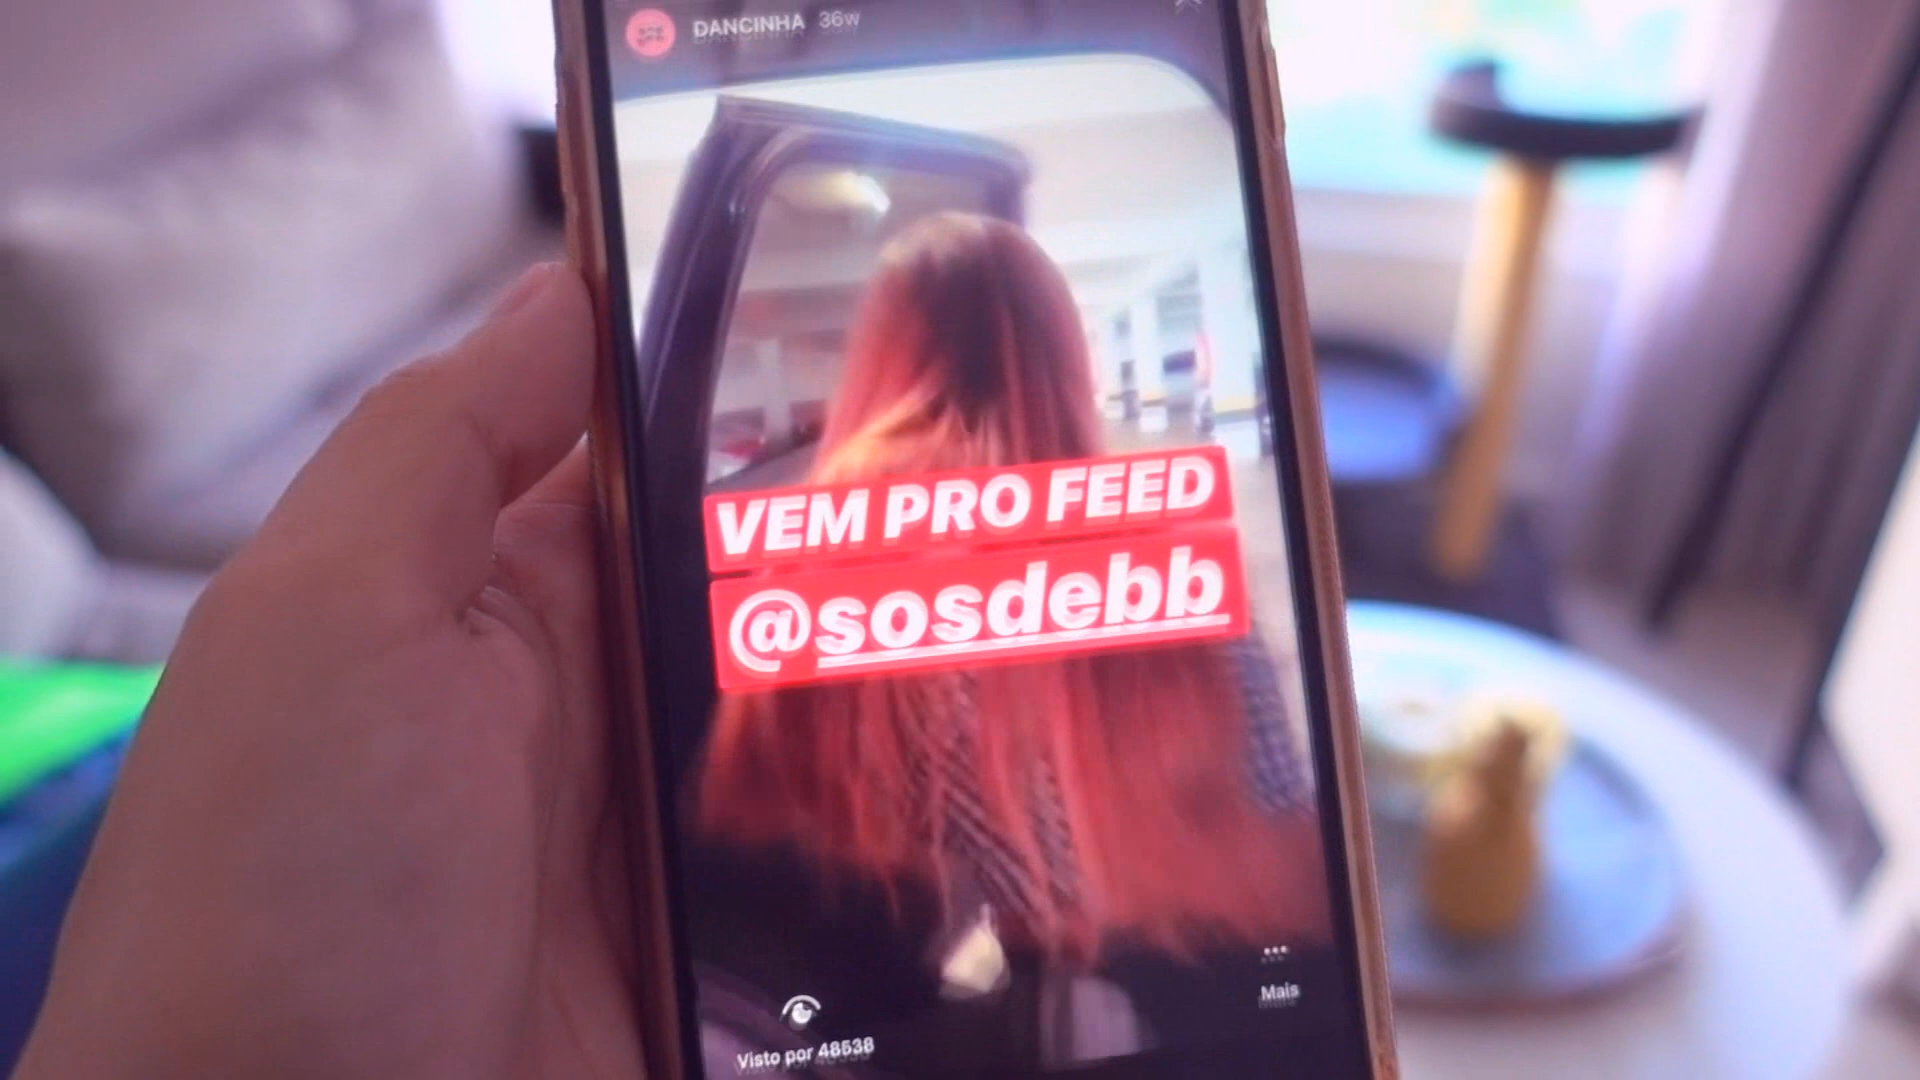 DANCINHA 36w
VEM PRO FEED
@sosdebb
Mais
Visto por 48538